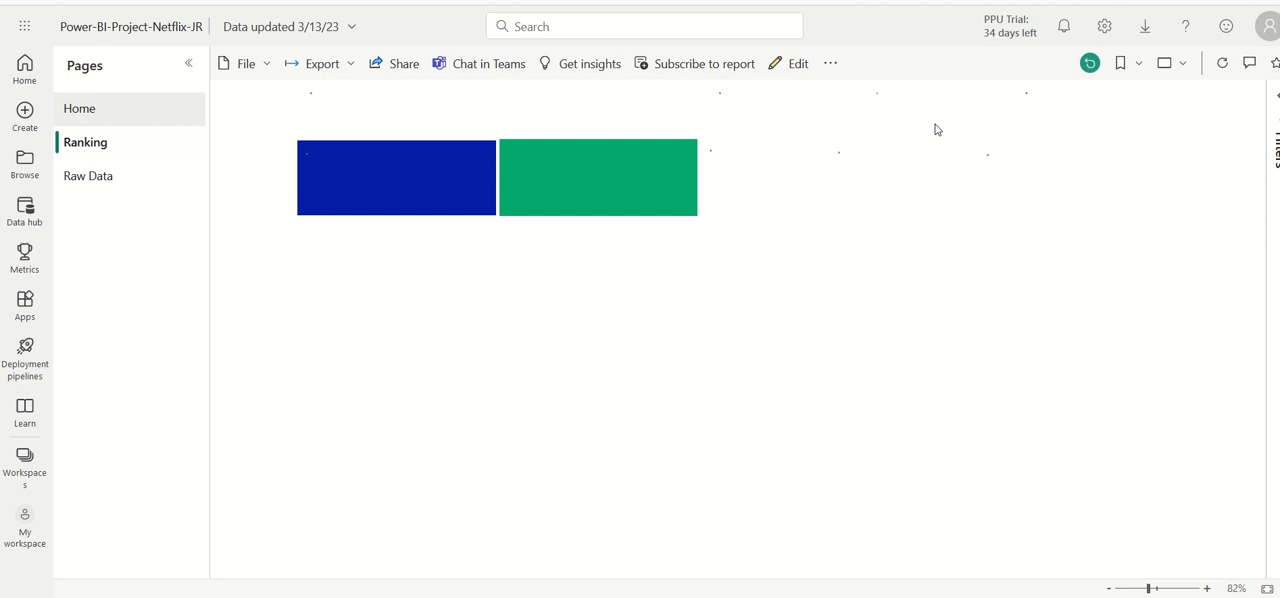 Power-BI-Project-Netflix-JR
Data updated 3/13/23
Search
PPU Trial:
34 days left
Home
Create
Browse
Data hub
Metrics
Apps
Deployment
pipelines
Learn
Workspace
s
My
workspace
Pages
Home
Ranking
Raw Data
File
Export
Share
Chat in Teams
Get insights
Subscribe to report
Edit
Filters
82%